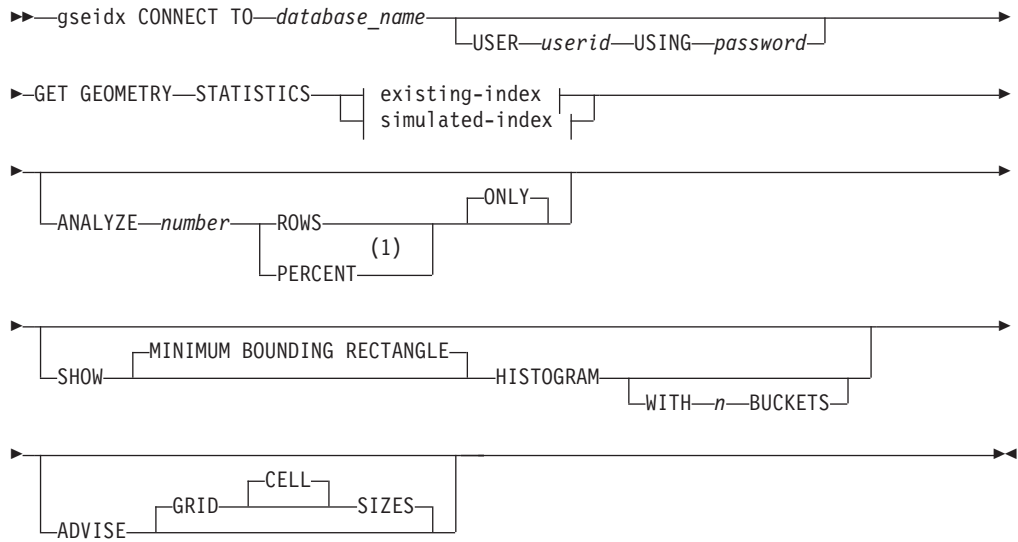 gseidx CONNECT TO database_name
USER userid USING password
GET GEOMETRY STATISTICS existing-index
simulated-index
ONLY
ANALYZE number ROWS
(1)
PERCENT
MINIMUM BOUNDING RECTANGLE
SHOW HISTOGRAM
WITH n BUCKETS
CELL
GRID SIZES
ADVISE